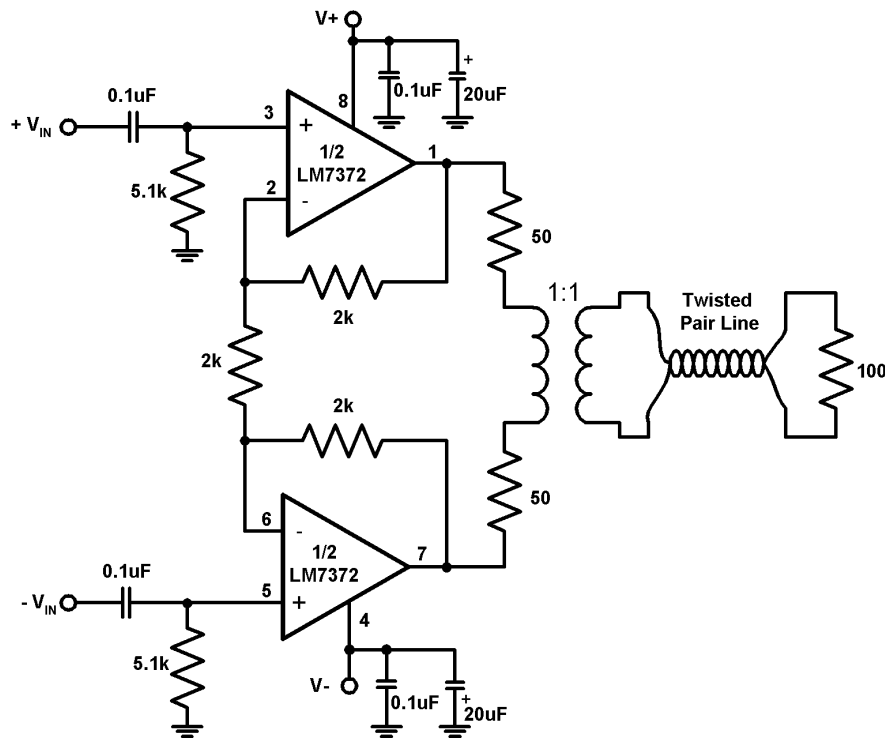 V+
0.1uF
8
0.1uF
+
20uF
+ VIN
3
+
1/2
LM7372
1
5.1k
2
-
50
2k
1:1
Twisted
Pair Line
2k
100
2k
50
6
-
1/2
LM7372
7
0.1uF
- VIN
5
+
4
5.1k
V-
0.1uF
+
20uF